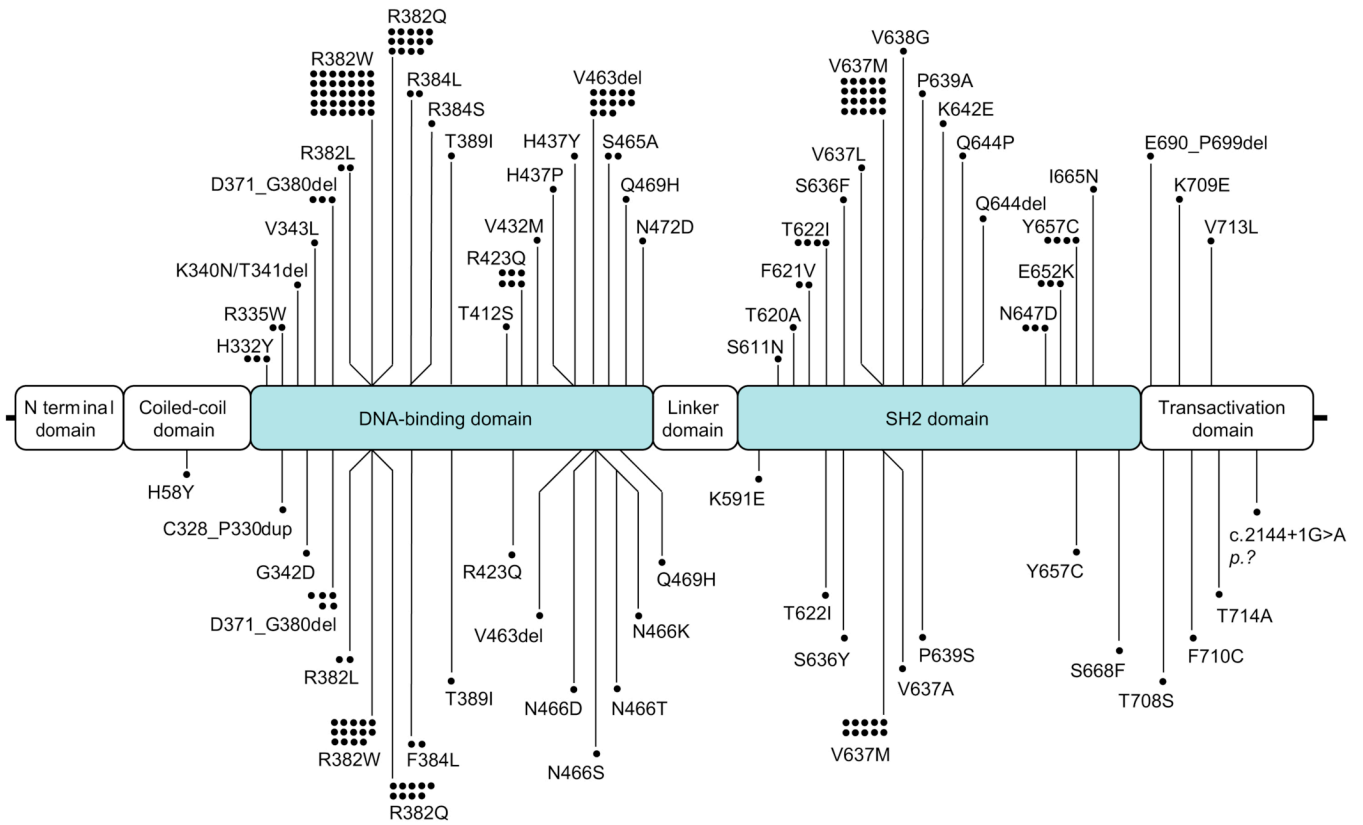 R382Q
R382W
V638G
V637M
R384L
V463del
P639A
R384S
K642E
T389I
H437Y
S465A
Q644P
E690_P699del
R382L
V637L
I665N
D371_G380del
H437P
Q469H
S636F
K709E
Q644del
V343L
V432M
N472D
T622I
Y657C
V713L
K340N/T341del
R423Q
F621V
E652K
R335W
T412S
T620A
N647D
H332Y
S611N
N terminal
domain
Coiled-coil
domain
DNA-binding domain
Linker
domain
SH2 domain
Transactivation
domain
H58Y
K591E
C328_P330dup
c.2144+1G>A
p.?
G342D
R423Q
Q469H
Y657C
D371_G380del
V463del
N466K
T622I
T714A
R382L
S636Y
P639S
F710C
T389I
N466D
N466T
V637A
S668F
T708S
R382W
F384L
N466S
V637M
R382Q